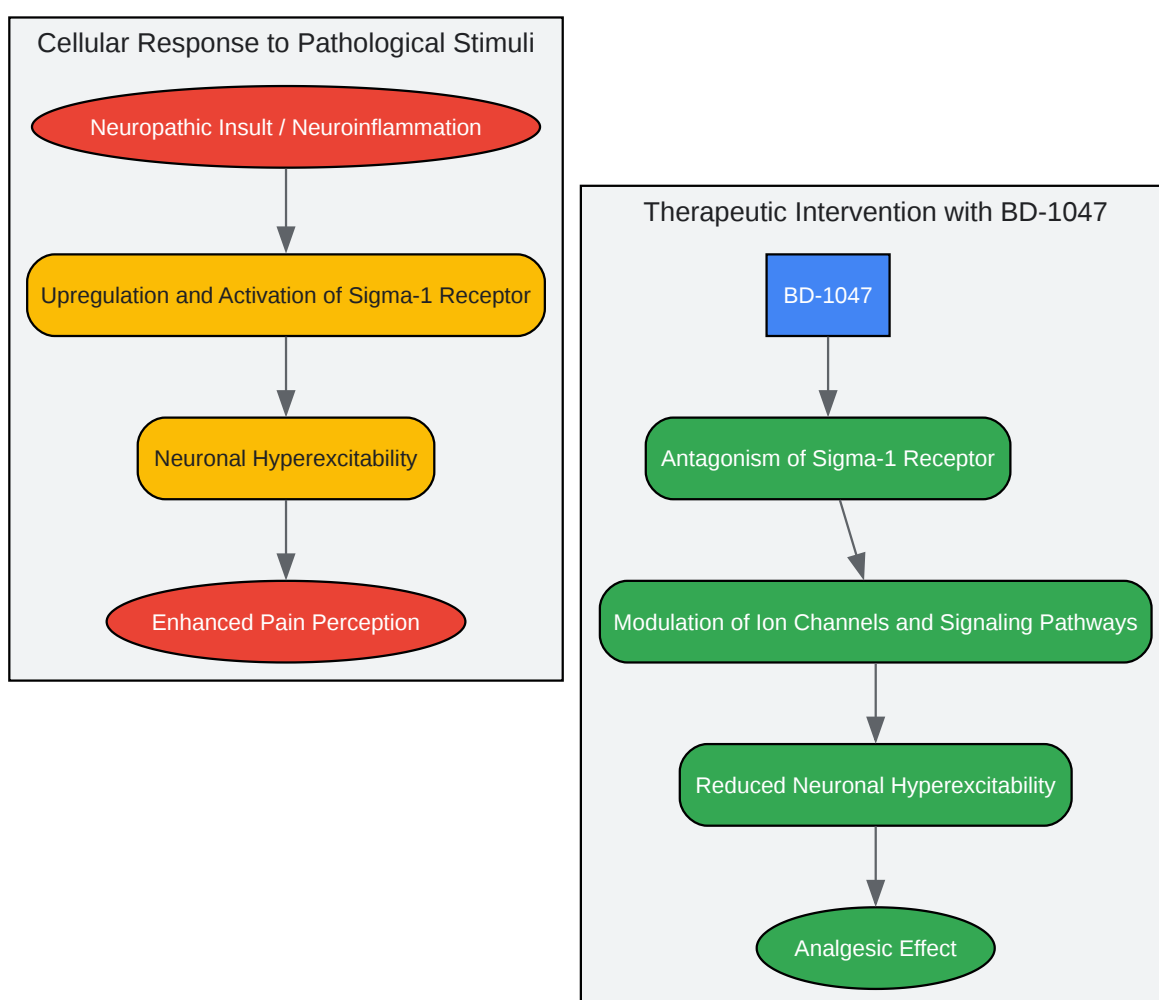 Cellular Response to Pathological Stimuli
Neuropathic Insult / Neuroinflammation
Upregulation and Activation of Sigma-1 Receptor
Neuronal Hyperexcitability
Enhanced Pain Perception
Therapeutic Intervention with BD-1047
BD-1047
Antagonism of Sigma-1 Receptor
Modulation of Ion Channels and Signaling Pathways
Reduced Neuronal Hyperexcitability
Analgesic Effect